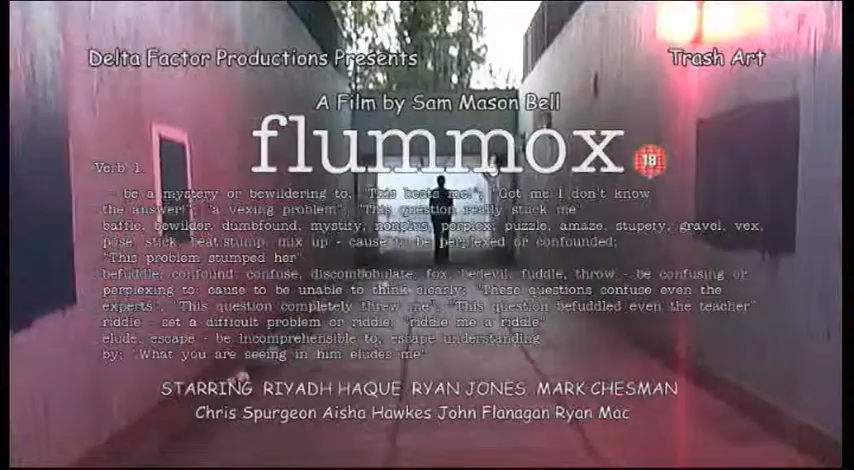 Delta Factor Productions Presents
Trash Art
A Film by Sam Mason Bell
flummox
18
Verb 1.
- be a mystery or bewildering to; "This beats me!"; "Got me-I don't know
the answer!"; "a vexing problem"; "This question really stuck me"
baffle, bewilder, dumbfound, mystify, nonplus, perplex, puzzle, amaze, stupefy, gravel, vex,
pose, stick, beat,stump, mix up - cause to be perplexed or confounded;
"This problem stumped her"
befuddle, confound, confuse, discombobulate, fox, bedevil, fuddle, throw - be confusing or
perplexing to; cause to be unable to think clearly; "These questions confuse even the
experts"; "This question completely threw me"; "This question befuddled even the teacher"
riddle - set a difficult problem or riddle; "riddle me a riddle"
elude, escape - be incomprehensible to; escape understanding
by; "What you are seeing in him eludes me"
STARRING RIYADH HAQUE RYAN JONES MARK CHESMAN
Chris Spurgeon Aisha Hawkes John Flanagan Ryan Mac